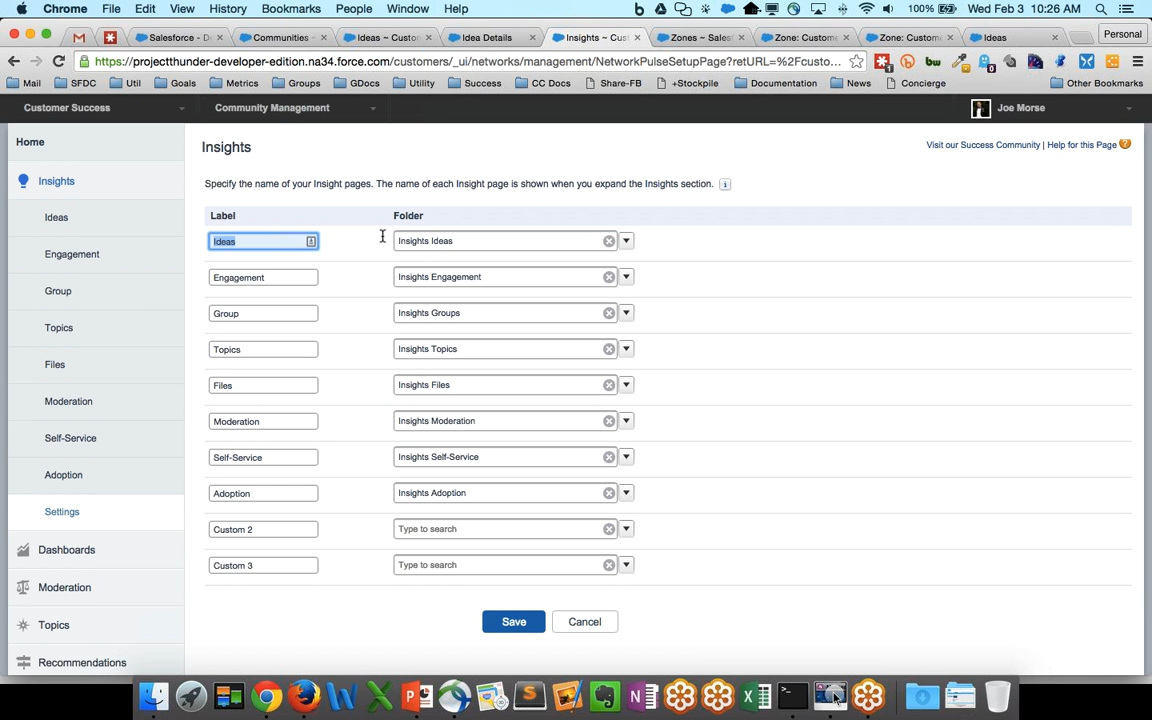 Chrome File Edit View History Bookmarks People Window Help 100% Wed Feb 3 10:26 AM
Salesforce - D Communities - Ideas ~ Custo Idea Details Insights ~ Cus Zones ~ Sales Zone: Custome Zone: Custome Ideas Personal
https://projectthunder-developer-edition.na34.force.com/customers/_ui/networks/management/NetworkPulseSetupPage?retURL=%2Fcusto...
Mail SFDC Util Goals Metrics Groups GDocs Utility Success CC Docs Share-FB +Stockpile Documentation News Concierge Other Bookmarks
Customer Success Community Management Joe Morse
Home
Insights
Ideas
Engagement
Group
Topics
Files
Moderation
Self-Service
Adoption
Settings
Dashboards
Moderation
Topics
Recommendations
Insights
Visit our Success Community | Help for this Page
Specify the name of your Insight pages. The name of each Insight page is shown when you expand the Insights section.
Label Folder
Ideas Insights Ideas
Engagement Insights Engagement
Group Insights Groups
Topics Insights Topics
Files Insights Files
Moderation Insights Moderation
Self-Service Insights Self-Service
Adoption Insights Adoption
Custom 2 Type to search
Custom 3 Type to search
Save Cancel